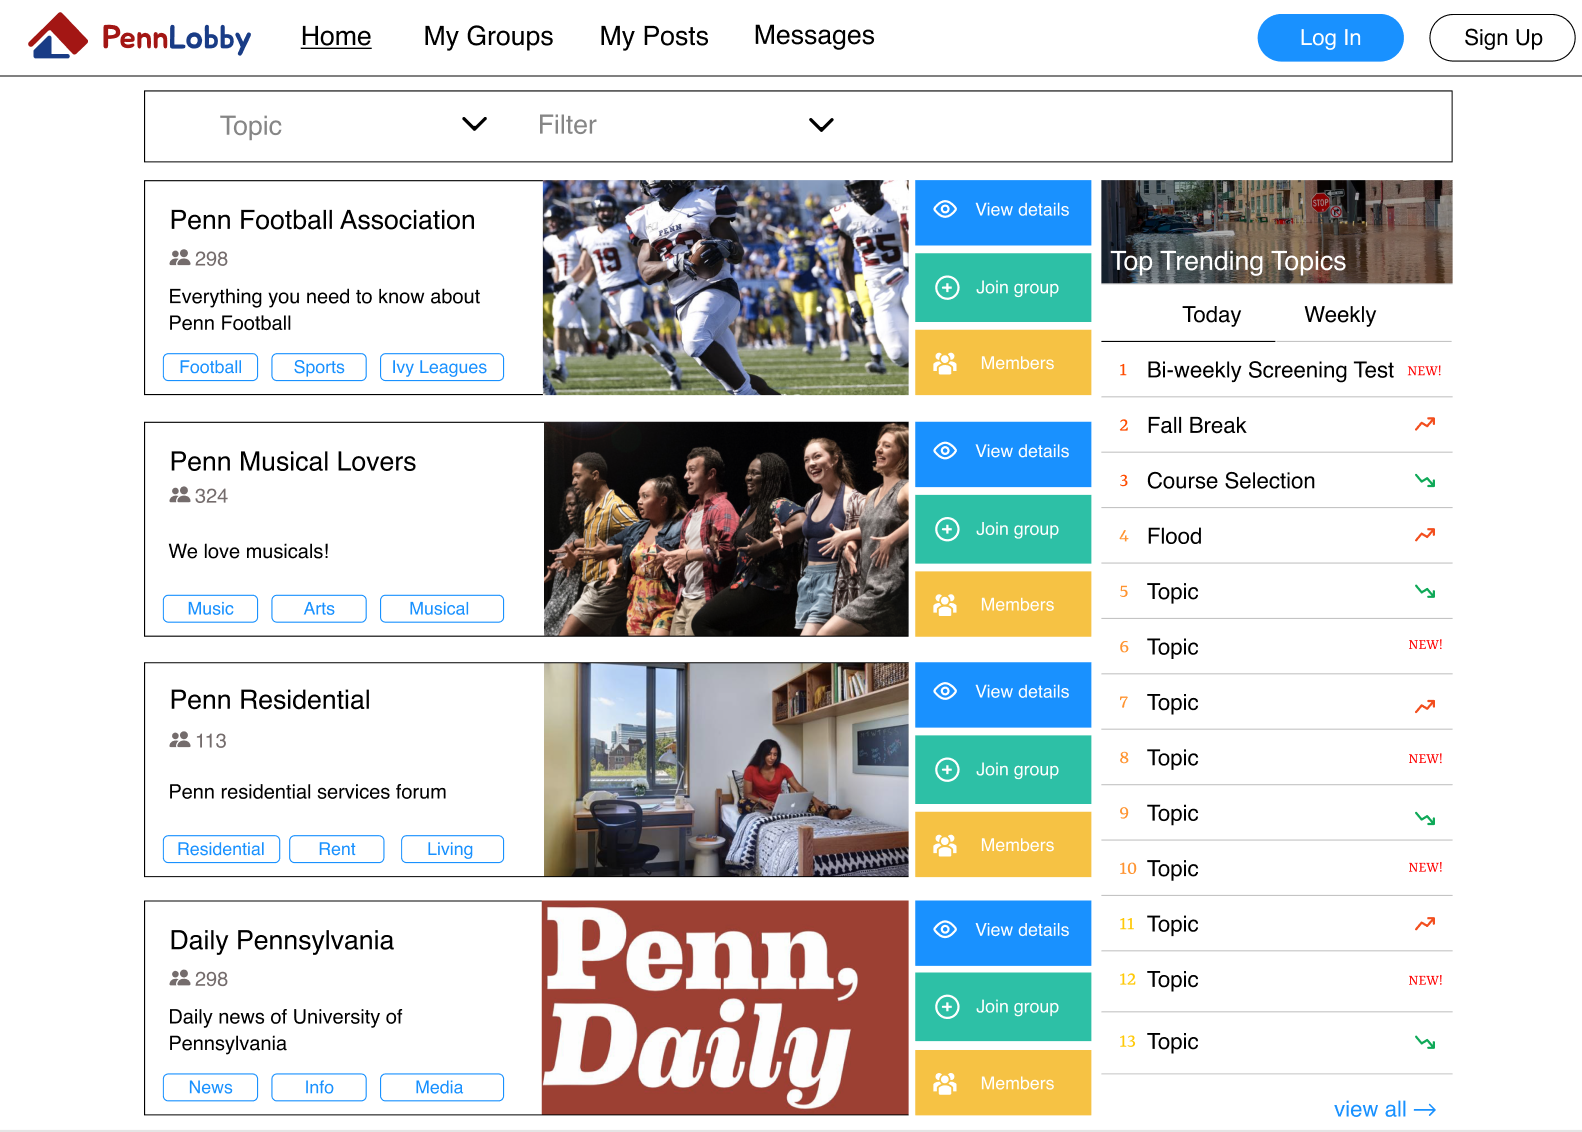 PennLobby
Home
My Groups
My Posts
Messages
Log In
Sign Up
Topic
Filter
Penn Football Association
298
Everything you need to know about
Penn Football
Football
Sports
Ivy Leagues
PENN
19
25
View details
Join group
Members
Penn Musical Lovers
324
We love musicals!
Music
Arts
Musical
View details
Join group
Members
Penn Residential
113
Penn residential services forum
Residential
Rent
Living
View details
Join group
Members
Daily Pennsylvania
298
Daily news of University of
Pennsylvania
News
Info
Media
Penn,
Daily
View details
Join group
Members
STOP
Top Trending Topics
Today
Weekly
1 Bi-weekly Screening Test NEW!
2 Fall Break
3 Course Selection
4 Flood
5 Topic
6 Topic NEW!
7 Topic
8 Topic NEW!
9 Topic
10 Topic NEW!
11 Topic
12 Topic NEW!
13 Topic
view all